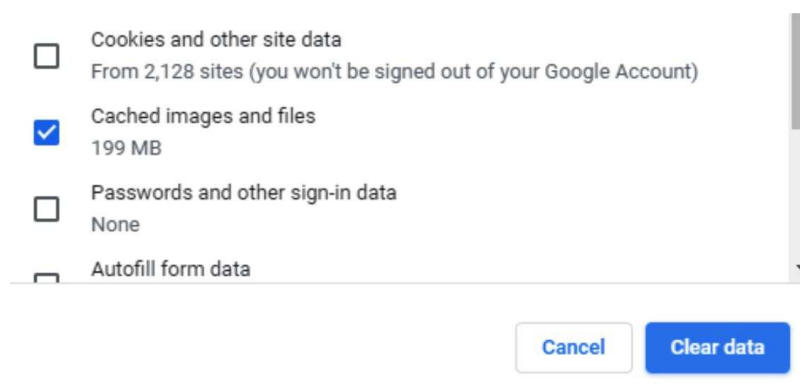 Cookies and other site data
From 2,128 sites (you won't be signed out of your Google Account)
Cached images and files
199 MB
Passwords and other sign-in data
None
Autofill form data
Cancel
Clear data